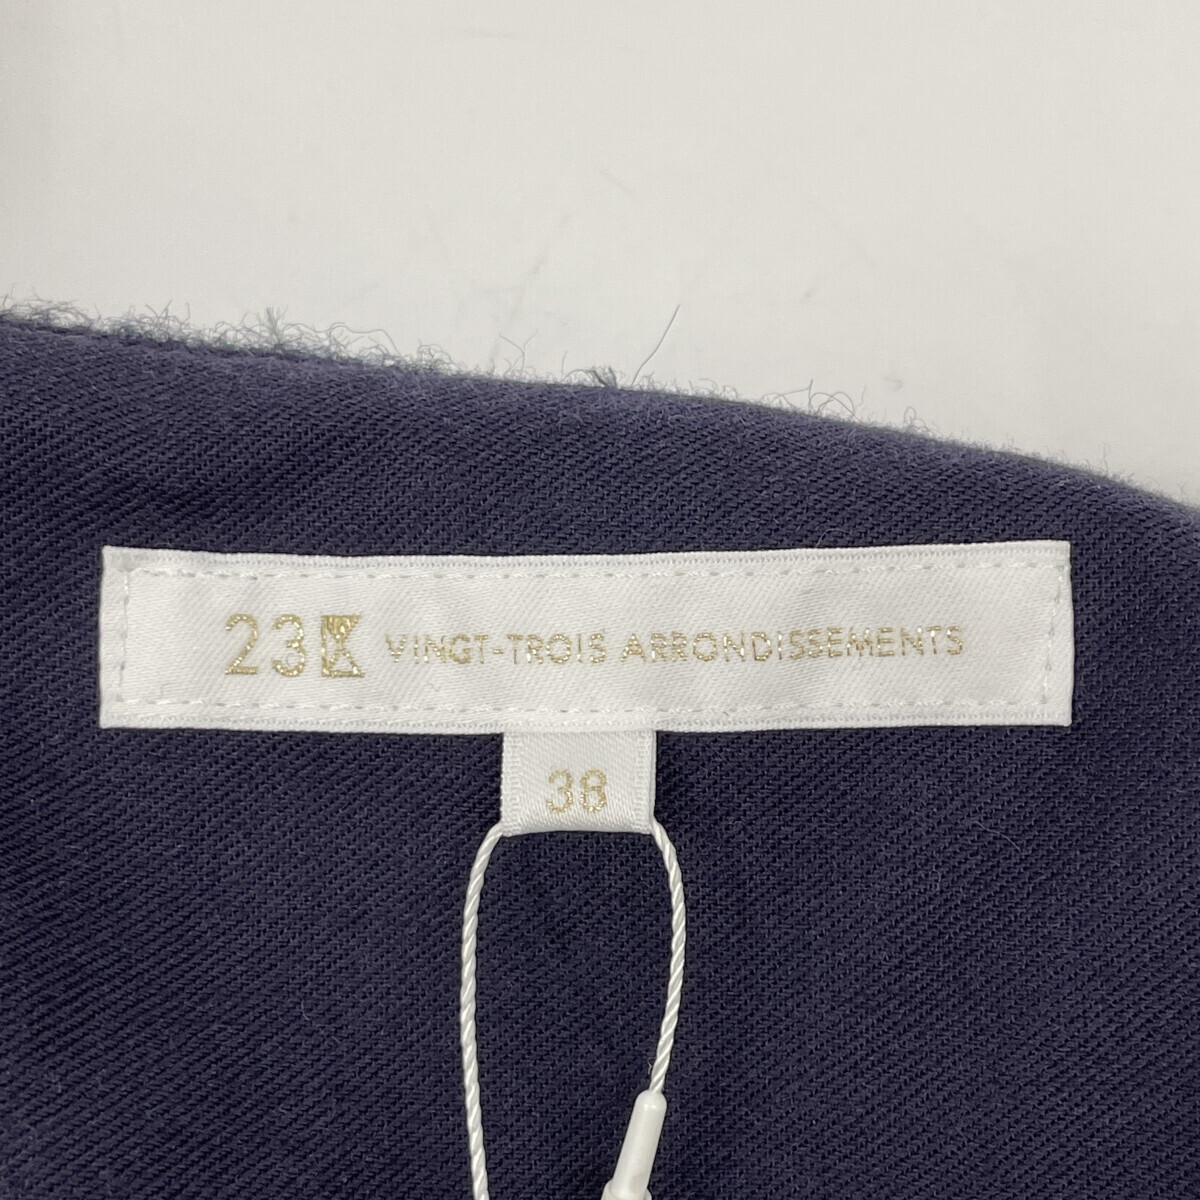 23区 VINGT-TROIS ARRONDISSEMENTS
38